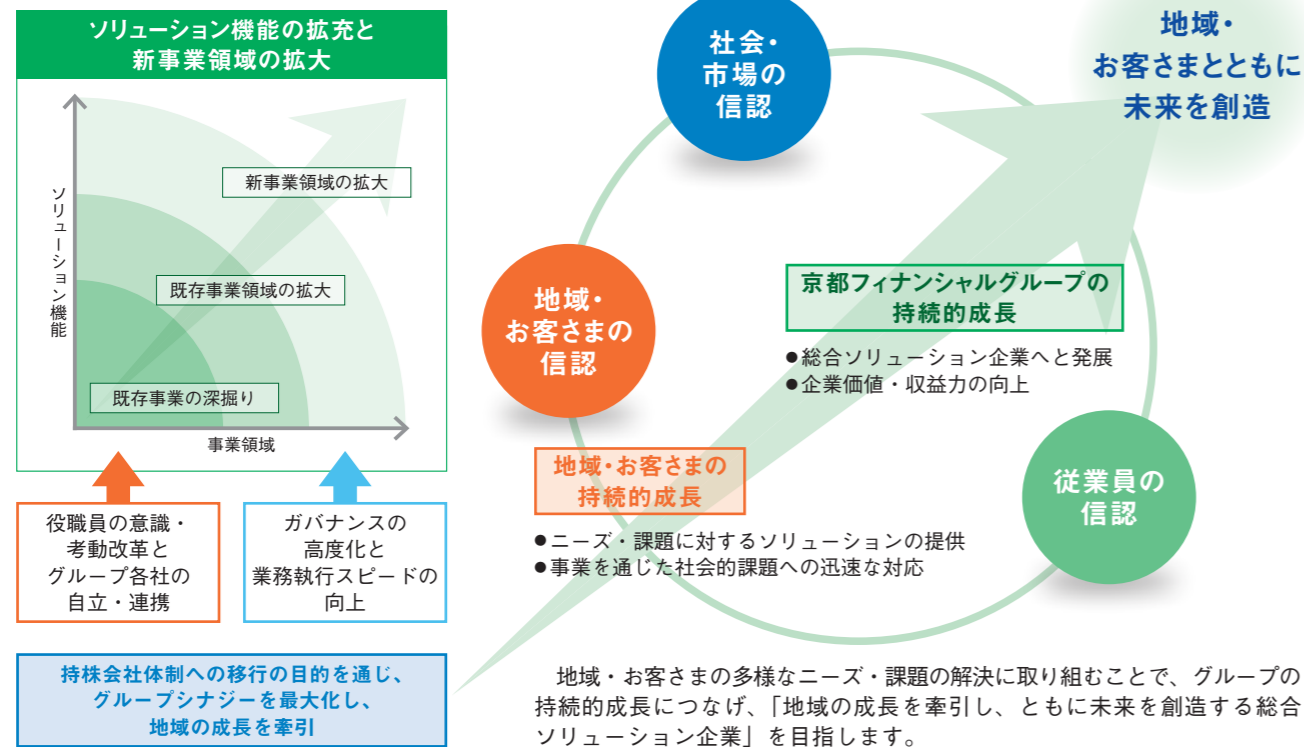 ソリューション機能の拡充と
新事業領域の拡大
ソリューション機能
新事業領域の拡大
既存事業領域の拡大
既存事業の深掘り
事業領域
役職員の意識・
考動改革と
グループ各社の
自立・連携
ガバナンスの
高度化と
業務執行スピードの
向上
持株会社体制への移行の目的を通じ、
グループシナジーを最大化し、
地域の成長を牽引
社会・
市場の
信認
地域・
お客さまとともに
未来を創造
地域・
お客さまの
信認
京都フィナンシャルグループの
持続的成長
●総合ソリューション企業へと発展
●企業価値・収益力の向上
地域・お客さまの
持続的成長
●ニーズ・課題に対するソリューションの提供
●事業を通じた社会的課題への迅速な対応
従業員の
信認
地域・お客さまの多様なニーズ・課題の解決に取り組むことで、グループの
持続的成長につなげ、「地域の成長を牽引し、ともに未来を創造する総合
ソリューション企業」を目指します。